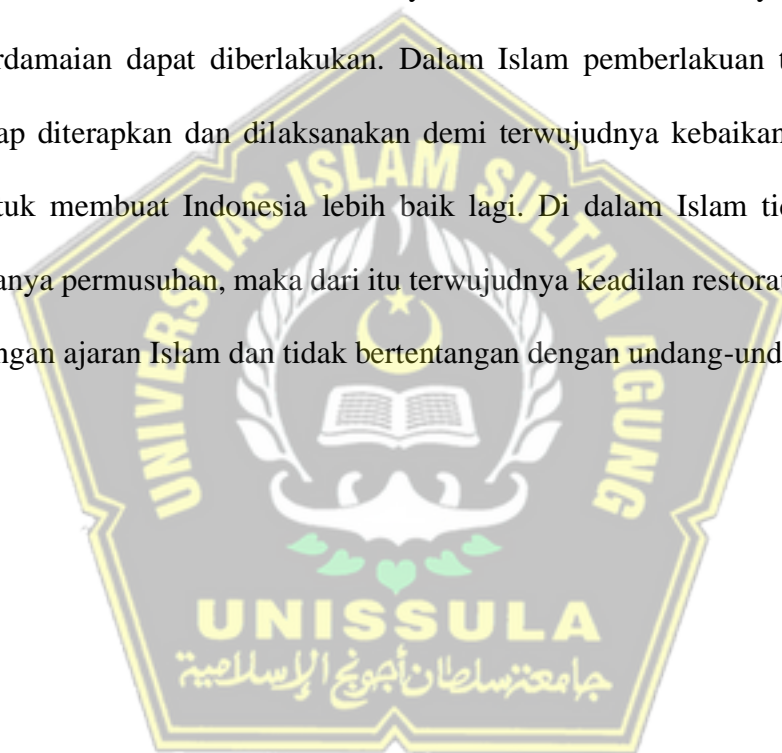 rdamaian dapat diberlakukan. Dalam Islam pemberlakuan t
ap diterapkan dan dilaksanakan demi terwujudnya kebaikan
tuk membuat Indonesia lebih baik lagi. Di dalam Islam tid
anya permusuhan, maka dari itu terwujudnya keadilan restorat
ngan ajaran Islam dan tidak bertentangan dengan undang-und
UNIVERSITAS ISLAM SULTAN AGUNG
UNISSULA
جامعة سلطان أجونج الإسلامية